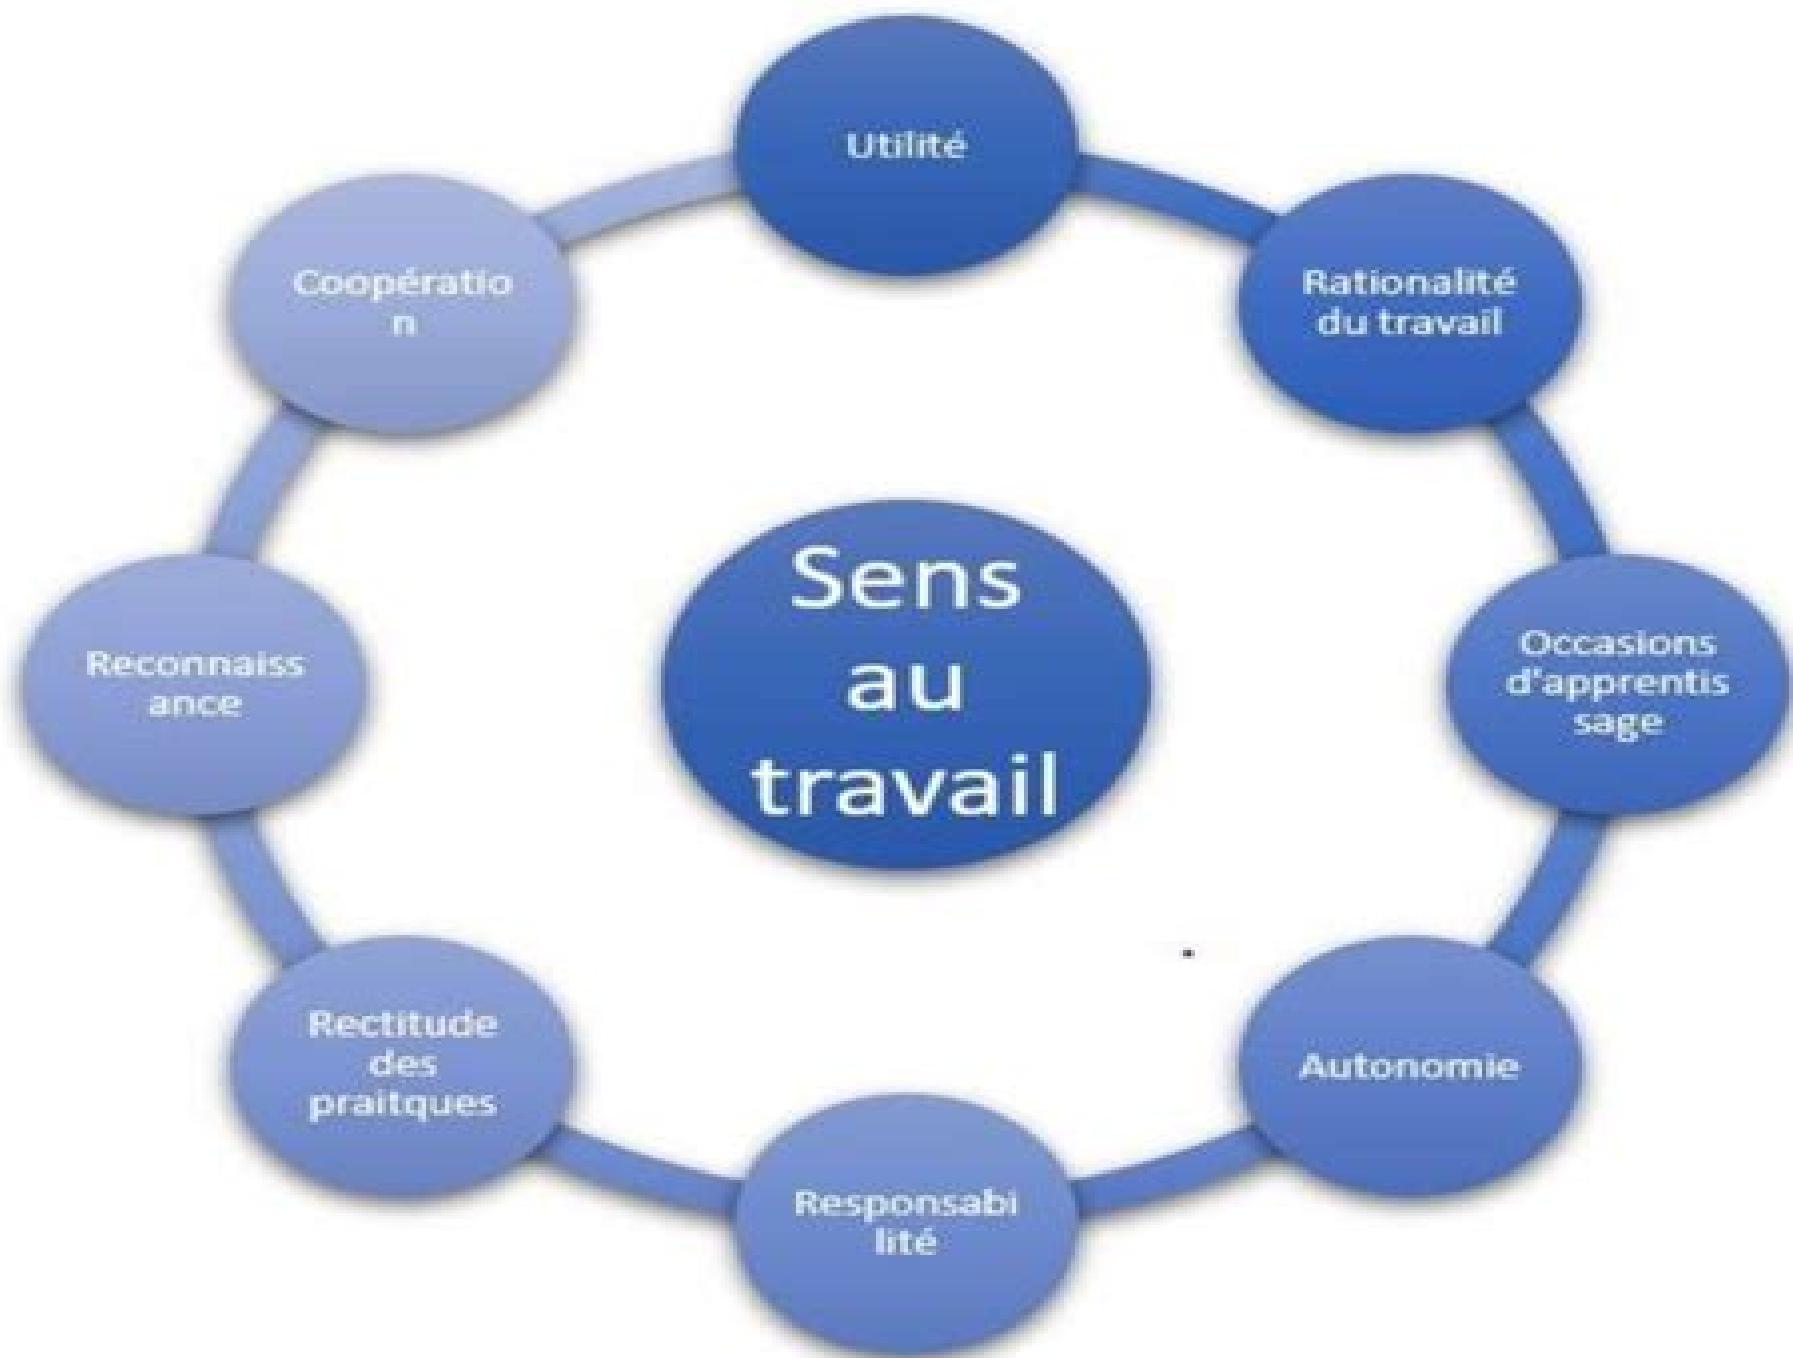 Utilité
Rationalité
du travail
Occasions
d'apprentis
sage
Autonomie
Responsabi
lité
Rectitude
des
praitques
Reconnaiss
ance
Coopératio
n
Sens
au
travail